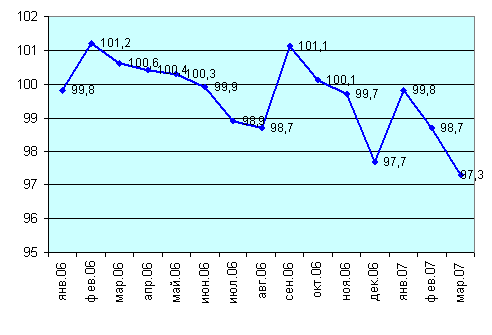 102
101
100
99
98
97
96
95
99,8
101,2
100,6
100,4
100,3
99,9
98,9
98,7
101,1
100,1
99,7
97,7
99,8
98,7
97,3
янв.06
фев.06
мар.06
апр.06
май.06
июн.06
июл.06
авг.06
сен.06
окт.06
ноя.06
дек.06
янв.07
фев.07
мар.07